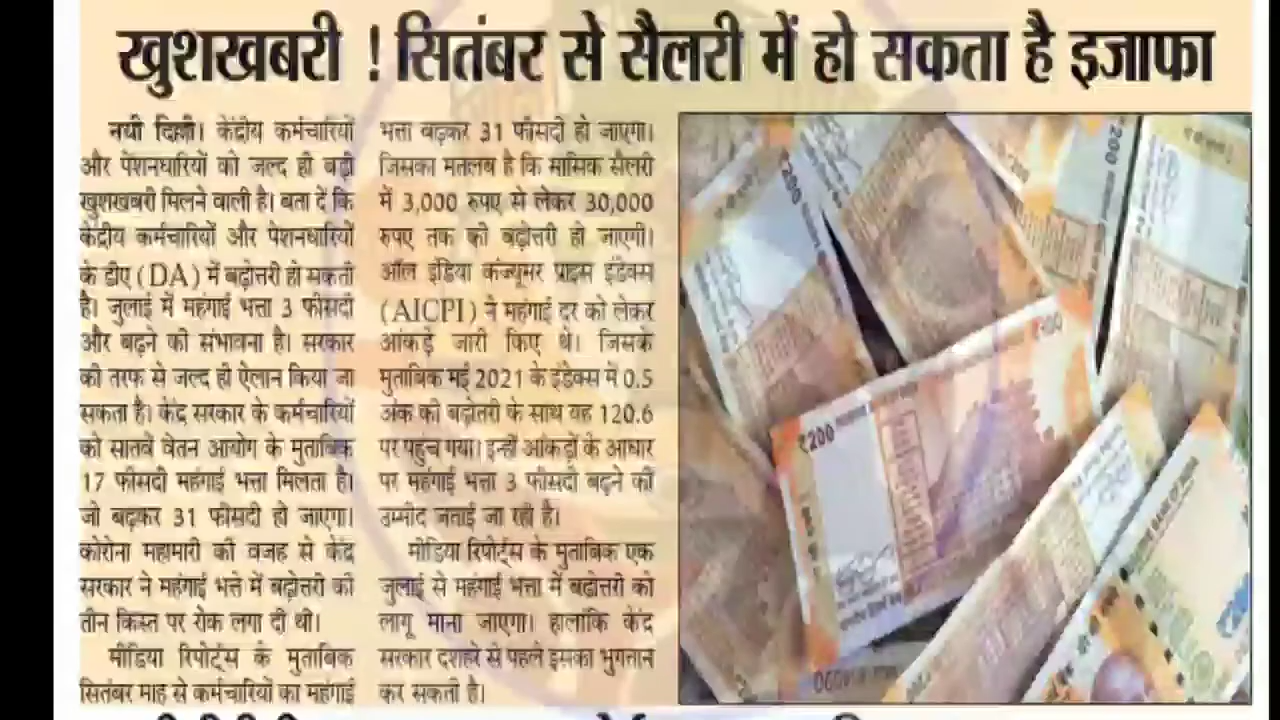 खुशखबरी ! सितंबर से सैलरी में हो सकता है इजाफा
नयी दिल्ली। केंद्रीय कर्मचारियों
और पेंशनधारियों को जल्द ही बड़ी
खुशखबरी मिलने वाली है। बता दें कि
केंद्रीय कर्मचारियों और पेंशनधारियों
के डीए (DA) में बढ़ोत्तरी हो सकती
है। जुलाई में महंगाई भत्ता 3 फीसदी
और बढ़ने की संभावना है। सरकार
की तरफ से जल्द ही ऐलान किया जा
सकता है। केंद्र सरकार के कर्मचारियों
को सातवें वेतन आयोग के मुताबिक
17 फीसदी महंगाई भत्ता मिलता है।
जो बढ़कर 31 फीसदी हो जाएगा।
कोरोना महामारी की वजह से केंद्र
सरकार ने महंगाई भत्ते में बढ़ोत्तरी की
तीन किस्त पर रोक लगा दी थी।
मीडिया रिपोर्ट्स के मुताबिक
सितंबर माह से कर्मचारियों का महंगाई
भत्ता बढ़कर 31 फीसदी हो जाएगा।
जिसका मतलब है कि मासिक सैलरी
में 3,000 रुपए से लेकर 30,000
रुपए तक की बढ़ोत्तरी हो जाएगी।
ऑल इंडिया कंज्यूमर प्राइस इंडेक्स
(AICPI) ने महंगाई दर को लेकर
आंकड़े जारी किए थे। जिसके
मुताबिक मई 2021 के इंडेक्स में 0.5
अंक की बढ़ोतरी के साथ यह 120.6
पर पहुंच गया। इन्हीं आंकड़ों के आधार
पर महंगाई भत्ता 3 फीसदी बढ़ने की
उम्मीद जताई जा रही है।
मीडिया रिपोर्ट्स के मुताबिक एक
जुलाई से महंगाई भत्ता में बढ़ोत्तरी को
लागू माना जाएगा। हालांकि केंद्र
सरकार दशहरे से पहले इसका भुगतान
कर सकती है।
₹200
200